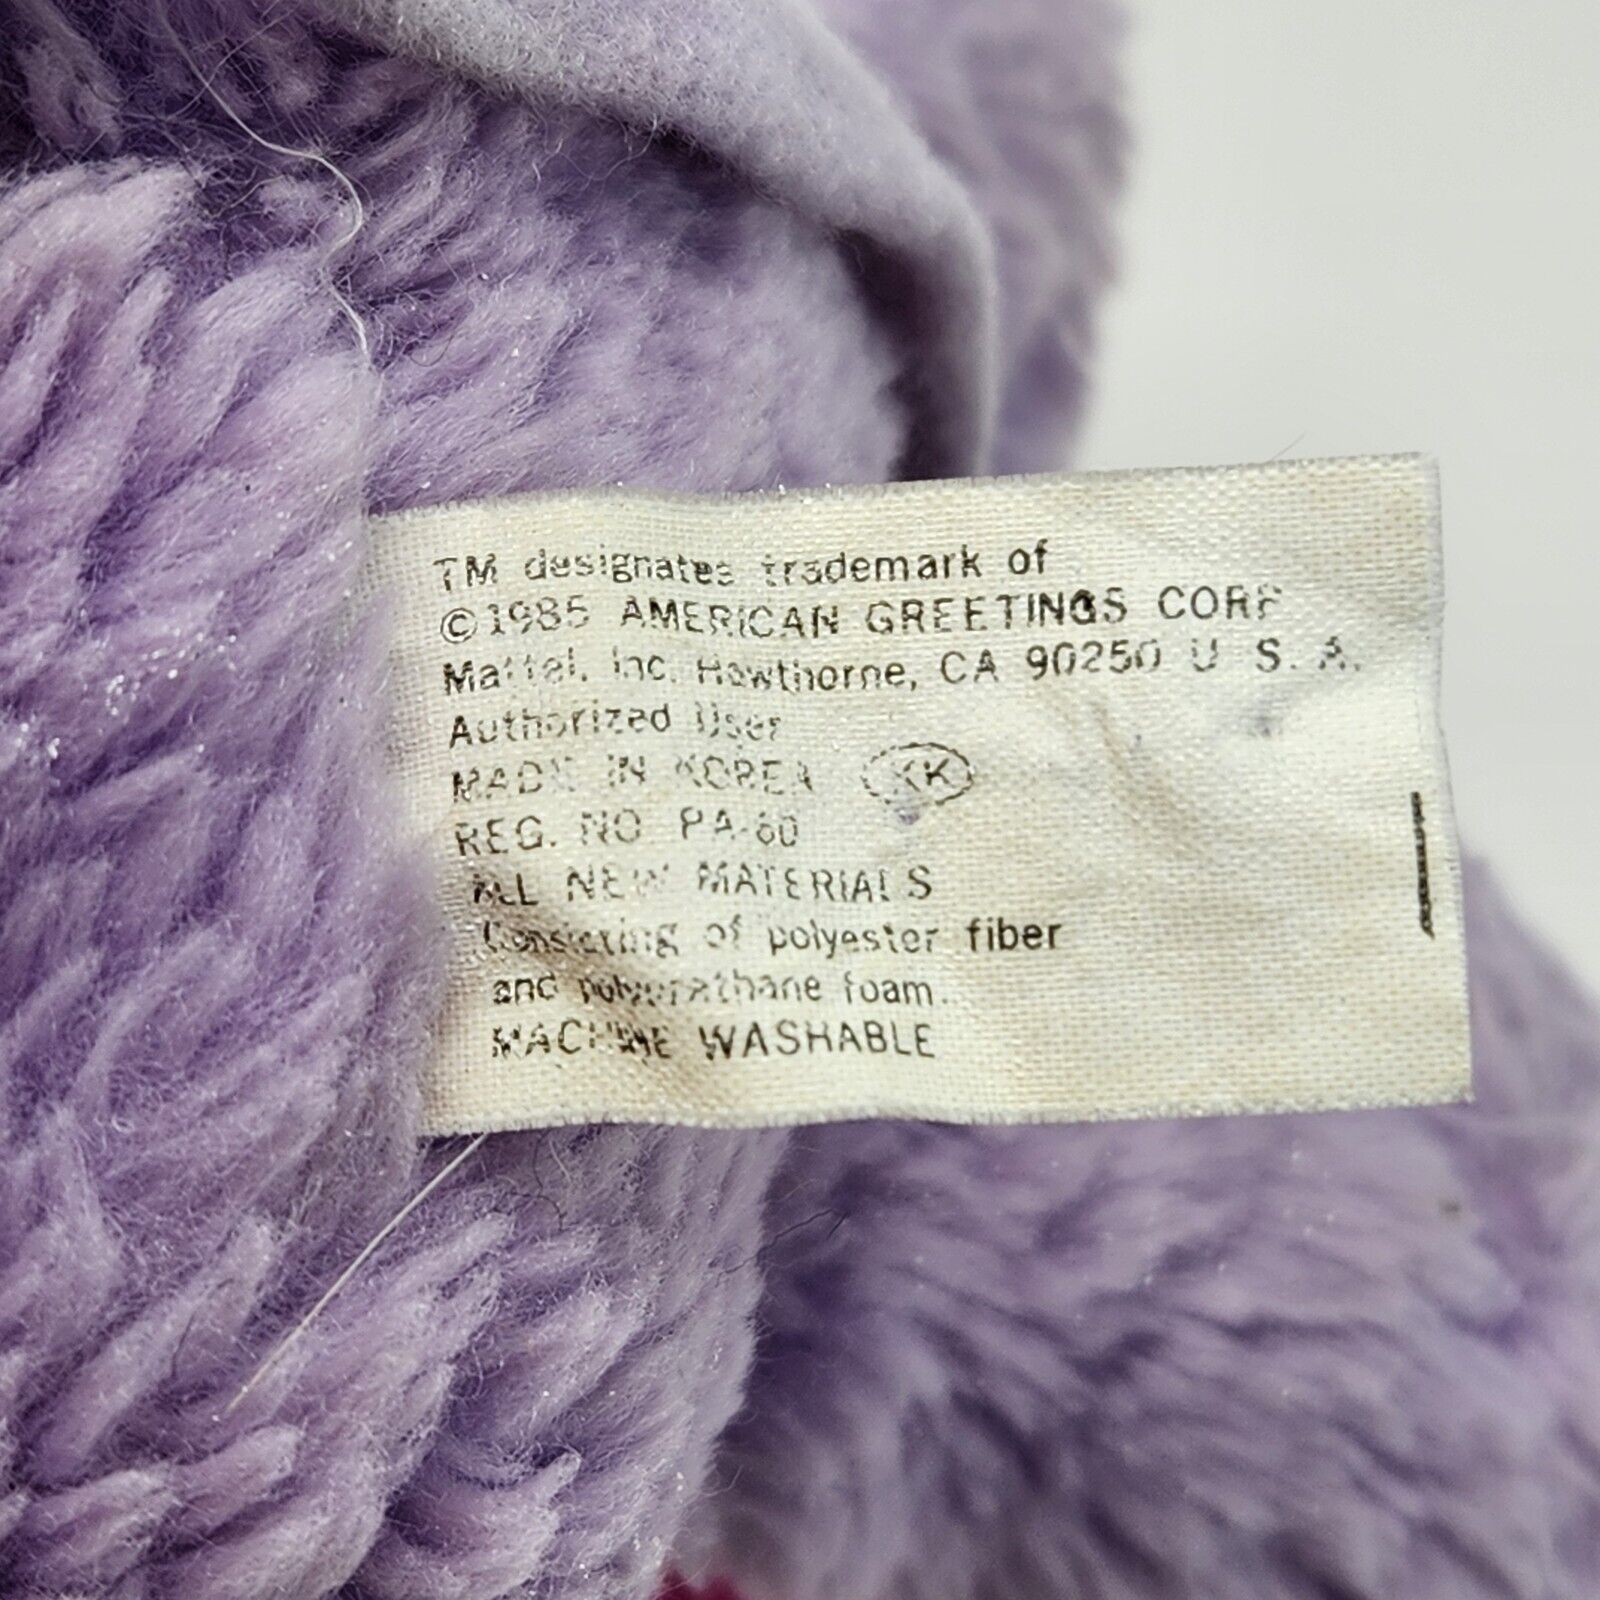 TM designates trademark of
©1985 AMERICAN GREETINGS CORP
Mattel, Inc. Hawthorne, CA 90250 U S. A.
Authorized User
MADE IN KOREA KK
REG. NO. PA-60
ALL NEW MATERIALS
Consisting of polyester fiber
and polyurathane foam.
MACHINE WASHABLE